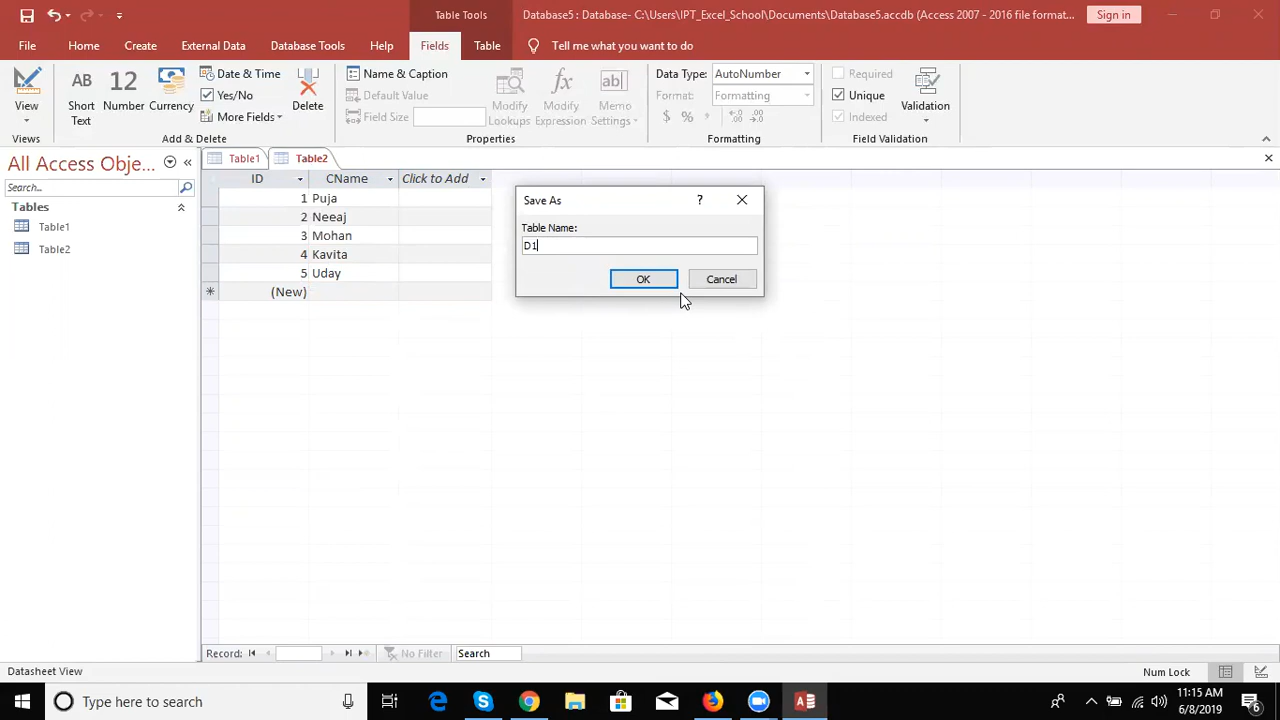 Table Tools
Database5 : Database- C:\Users\IPT_Excel_School\Documents\Database5.accdb (Access 2007 - 2016 file format...
Sign in
File Home Create External Data Database Tools Help Fields Table Tell me what you want to do
View
Views
AB
Short
Text
12
Number
Currency
Date & Time
Yes/No
More Fields
Delete
Add & Delete
Name & Caption
Default Value
Field Size
Modify
Lookups
fx
Modify
Expression
ab
Memo
Settings
Properties
Data Type: AutoNumber
Format: Formatting
$ % , .00 .00
Formatting
Required
Unique
Indexed
Validation
Field Validation
All Access Obje...
Search...
Tables
Table1
Table2
Table1 Table2
ID CName Click to Add
1 Puja
2 Neeaj
3 Mohan
4 Kavita
5 Uday
(New)
Save As
?
Table Name:
D1
OK Cancel
Record: No Filter Search
Datasheet View
Num Lock
Type here to search
11:15 AM
6/8/2019
6